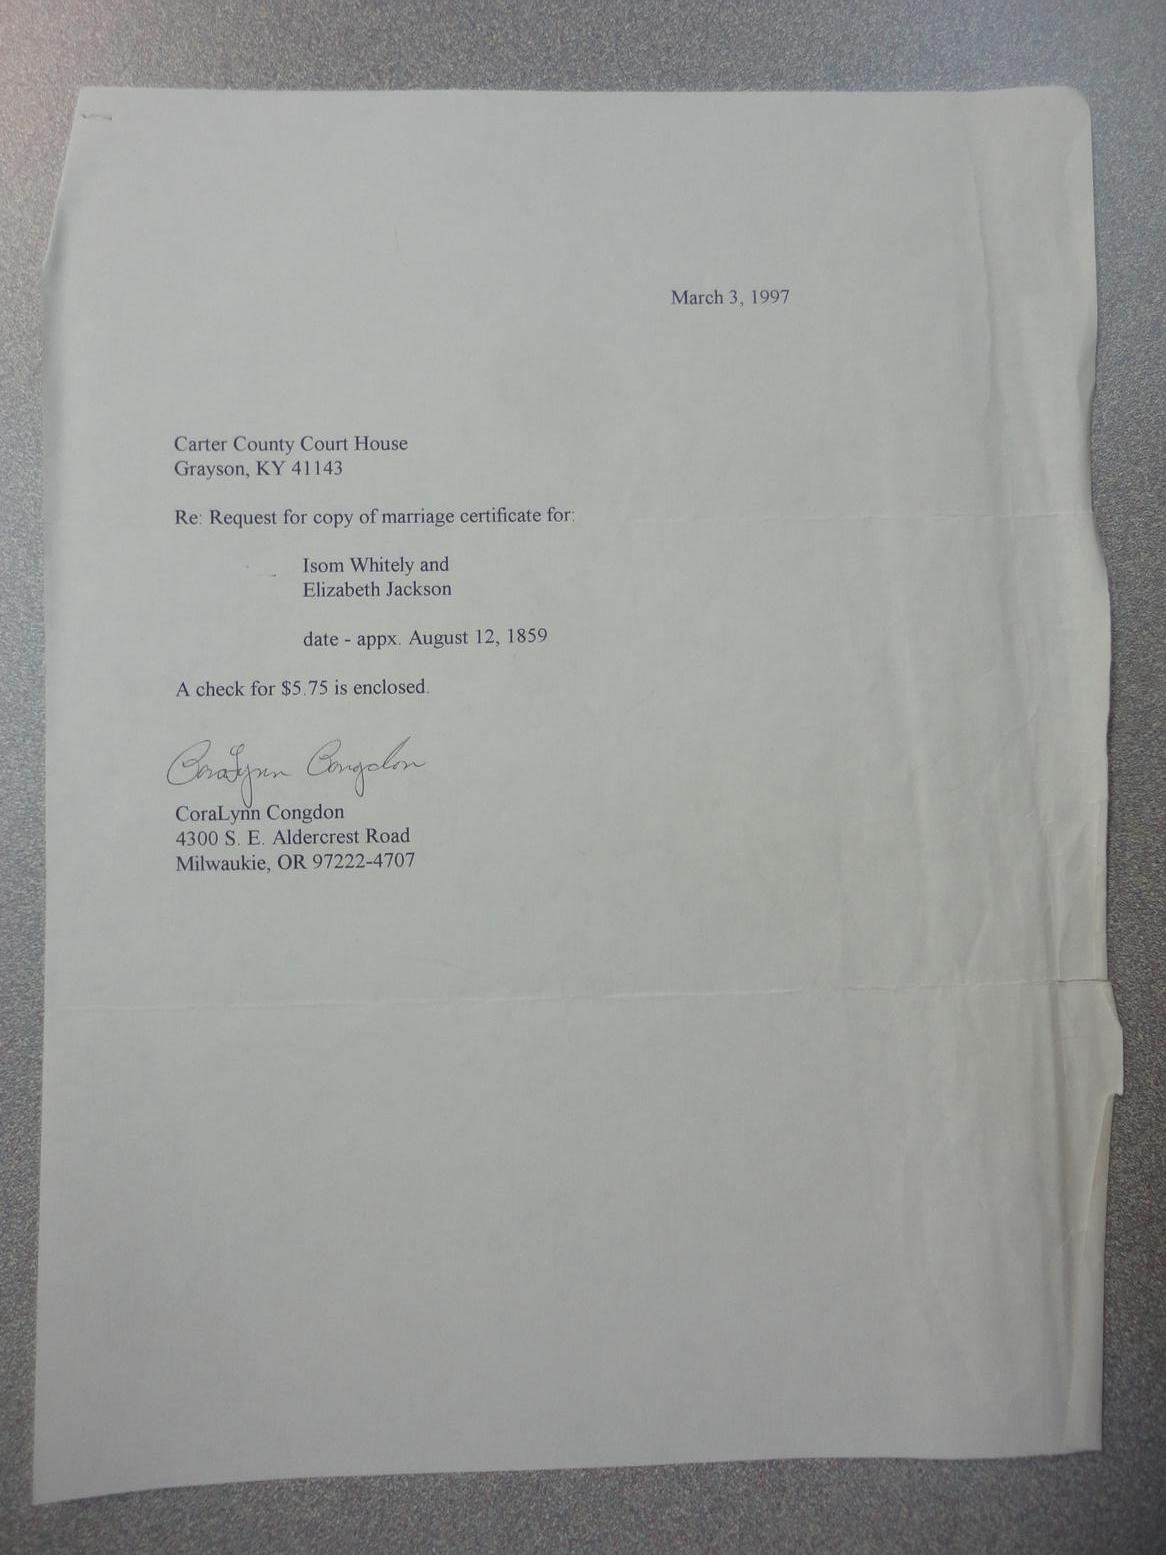 March 3, 1997
Carter County Court House
Grayson, KY 41143
Re: Request for copy of marriage certificate for:
Isom Whitely and
Elizabeth Jackson
date - appx. August 12, 1859
A check for $5.75 is enclosed.
CoraLynn Congdon
CoraLynn Congdon
4300 S. E. Aldercrest Road
Milwaukie, OR 97222-4707